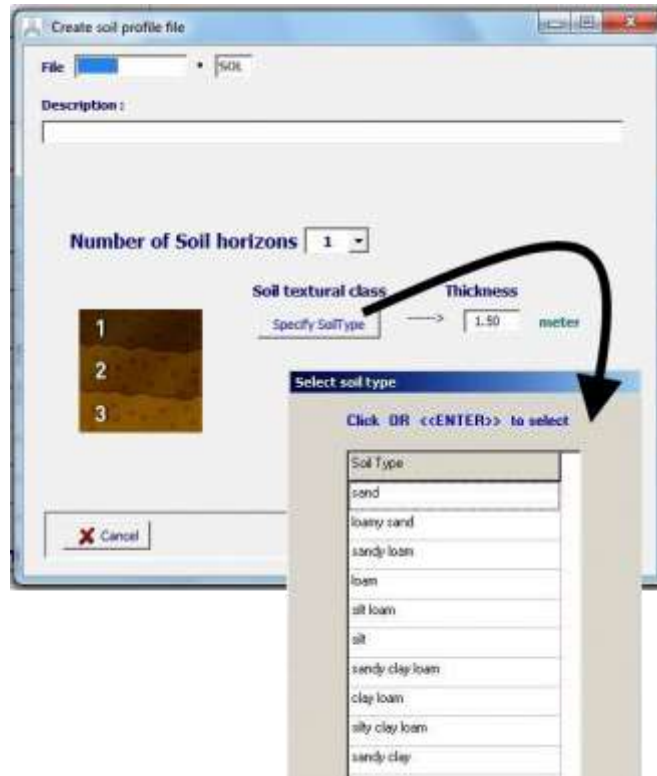 Create soil profile file
File • SOL
Description :
Number of Soil horizons 1
Soil textural class Thickness
Specify SoilType ----> 1.50 meter
1
2
3
Cancel
Select soil type
Click OR <<ENTER>> to select
Soil Type
sand
loamy sand
sandy loam
loam
silt loam
silt
sandy clay loam
clay loam
silty clay loam
sandy clay